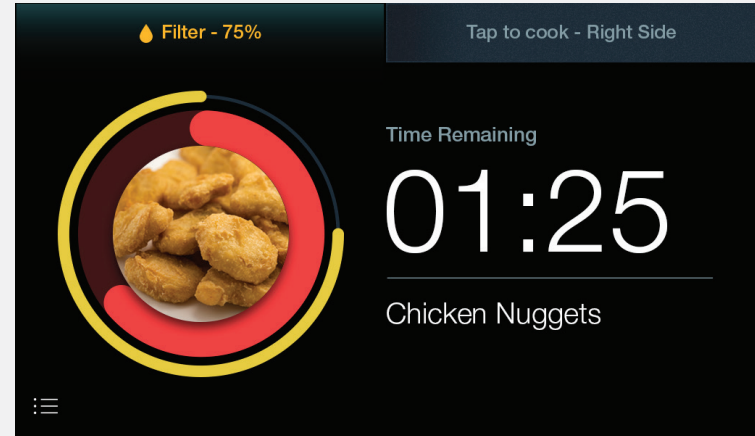 Filter - 75%
Tap to cook - Right Side
Time Remaining
01:25
Chicken Nuggets